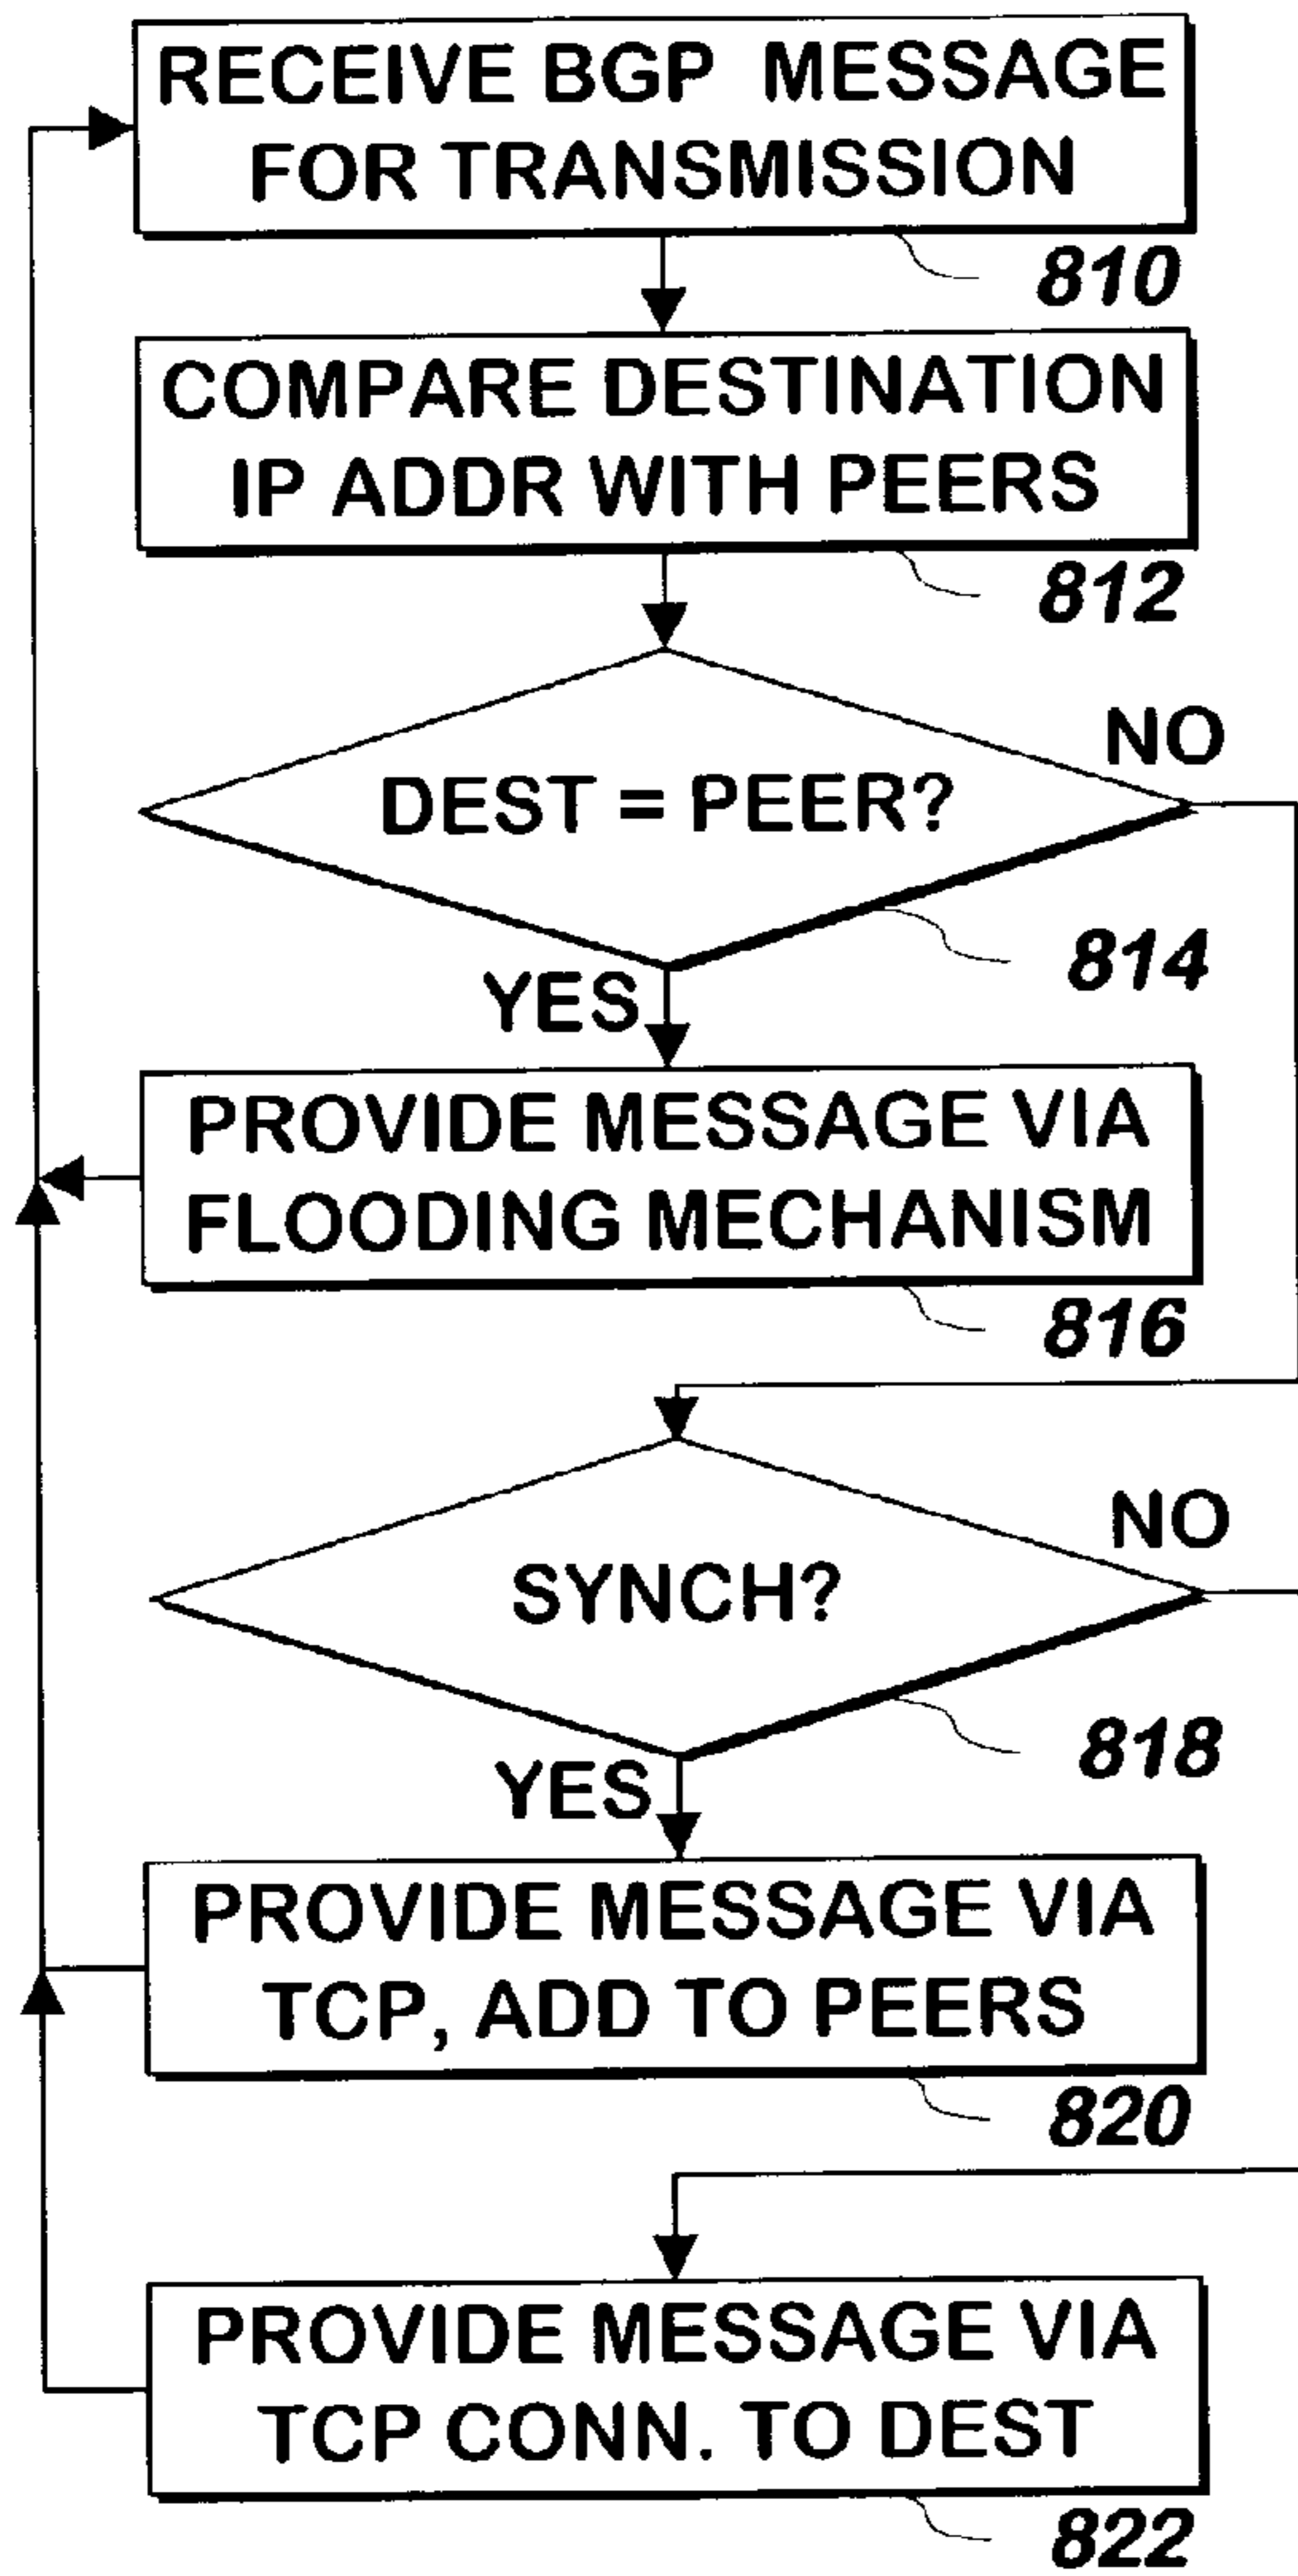 RECEIVE BGP MESSAGE
FOR TRANSMISSION
810
COMPARE DESTINATION
IP ADDR WITH PEERS
812
DEST = PEER?
NO
814
YES
PROVIDE MESSAGE VIA
FLOODING MECHANISM
816
SYNCH?
NO
818
YES
PROVIDE MESSAGE VIA
TCP, ADD TO PEERS
820
PROVIDE MESSAGE VIA
TCP CONN. TO DEST
822